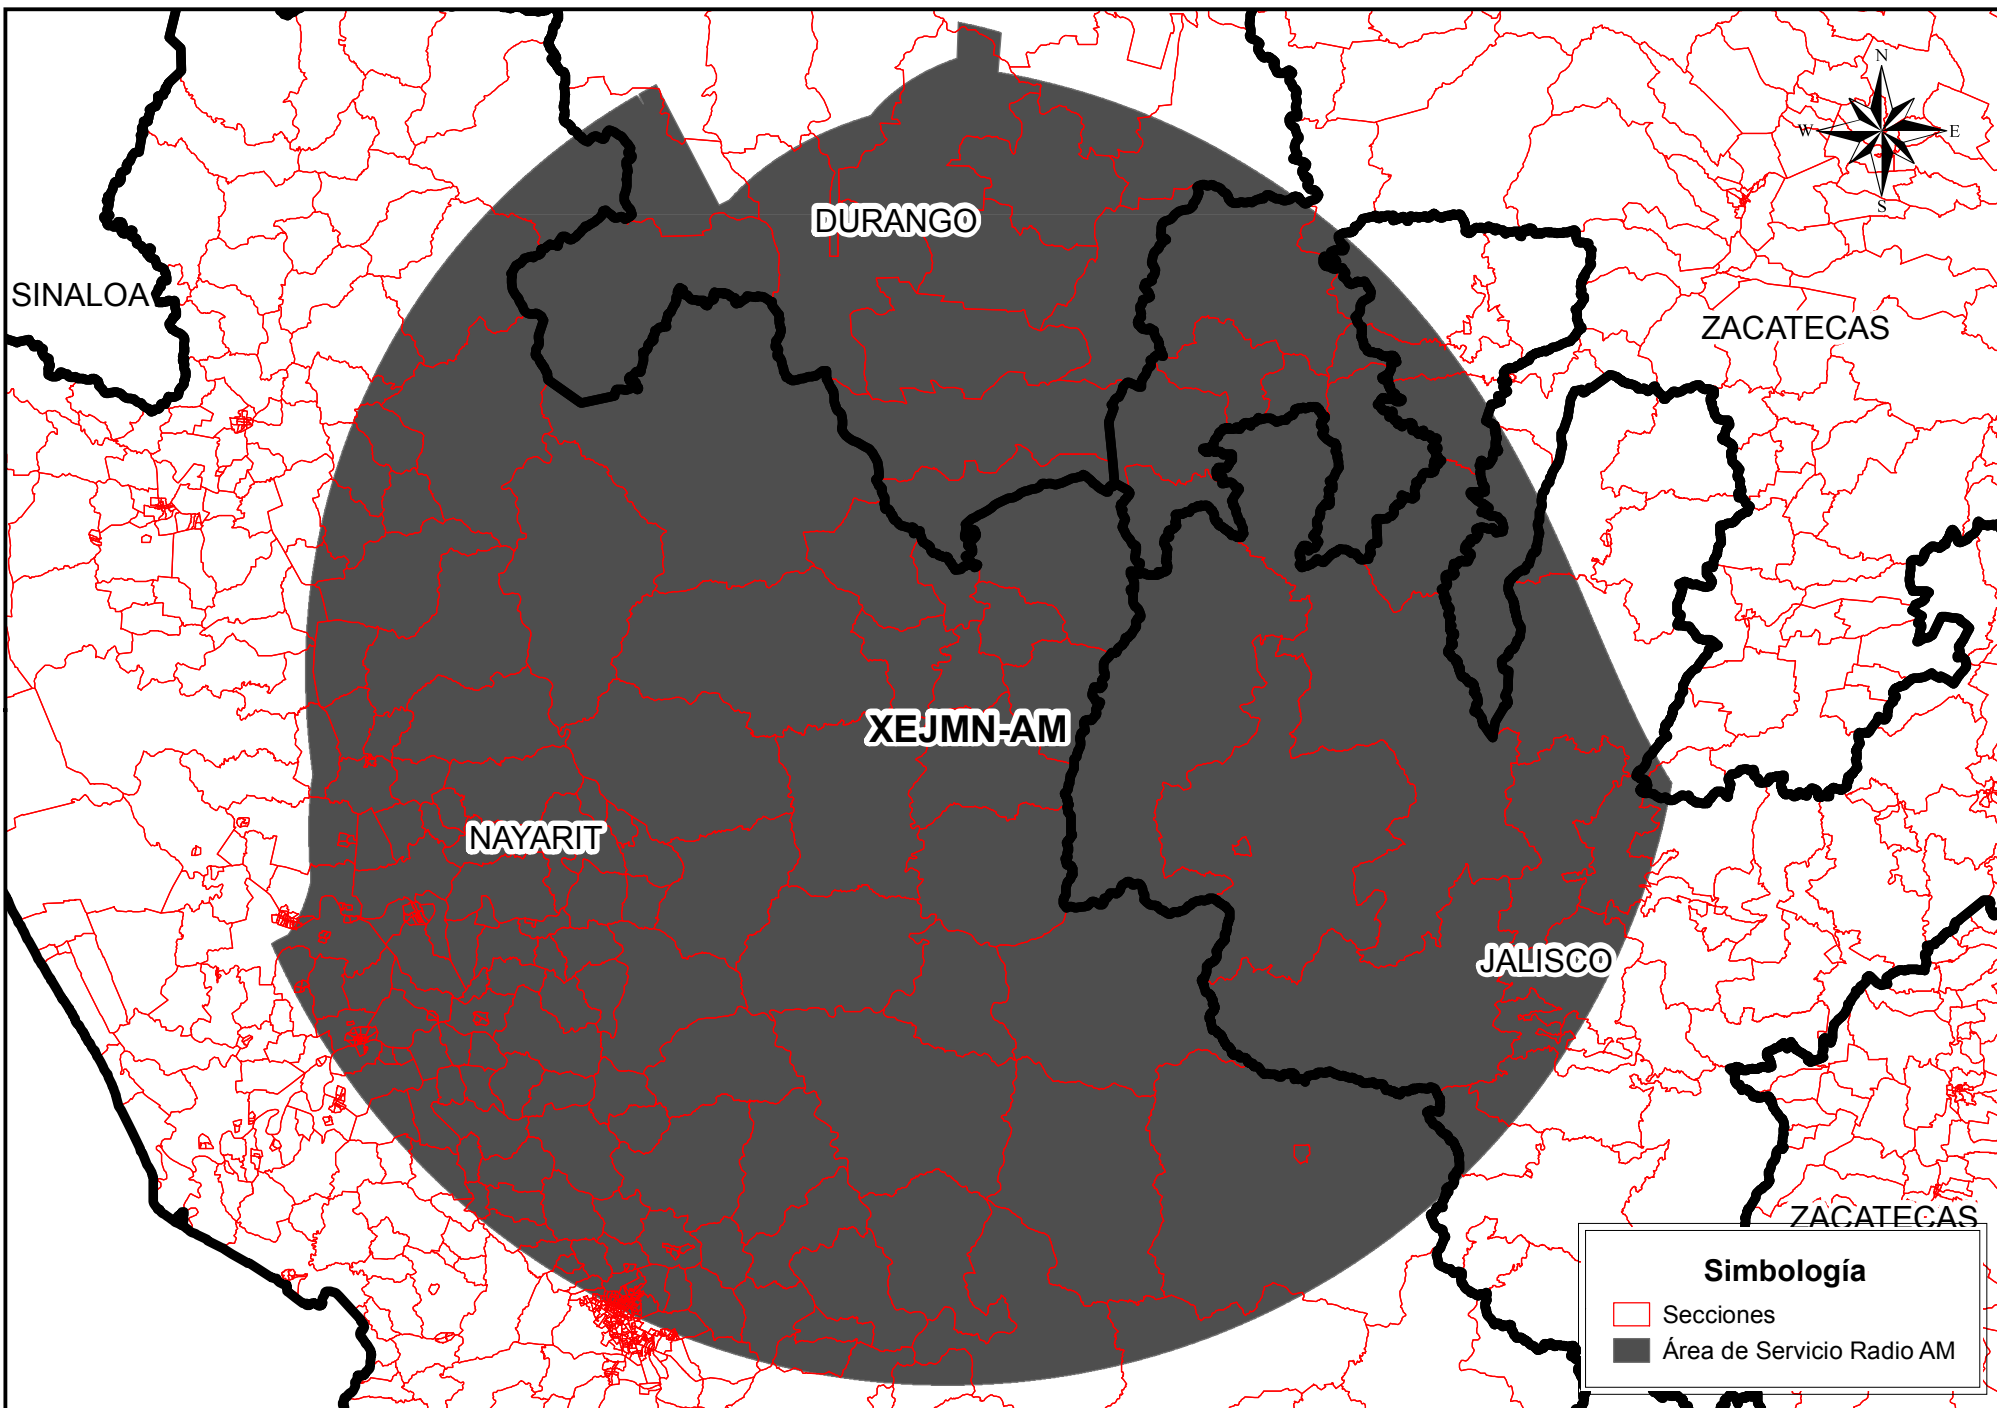 N
W E
S
DURANGO
SINALOA
ZACATECAS
XEJMN-AM
NAYARIT
JALISCO
ZACATECAS
Simbología
Secciones
Área de Servicio Radio AM